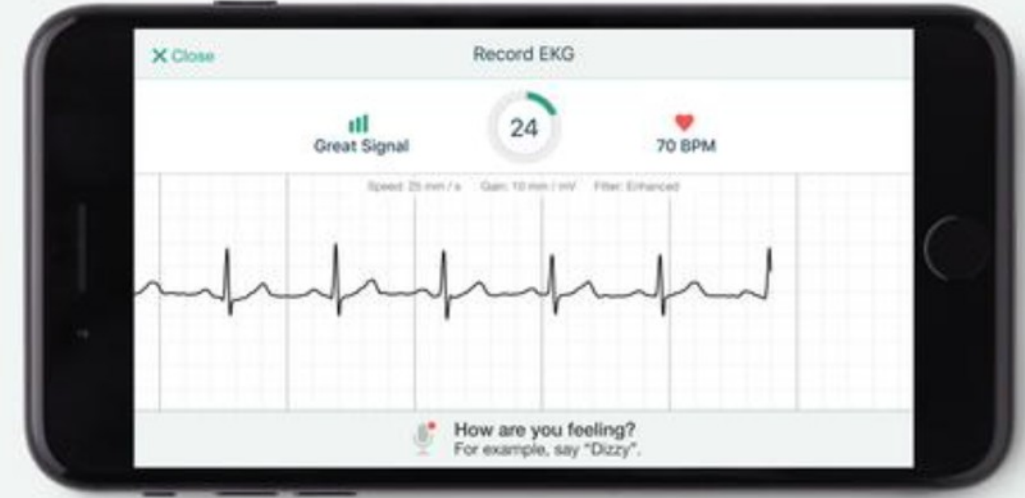 Close
Record EKG
Great Signal
24
70 BPM
Speed: 25 mm / s Gain: 10 mm / mV Filter: Enhanced
How are you feeling?
For example, say "Dizzy".